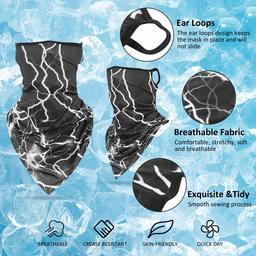 Ear Loops
The ear loops design keeps
the mask in place and will
not slide
Breathable Fabric
Comfortable, stretchy, soft
and breathable
Exquisite &Tidy
Smooth sewing process
BREATHABLE
CREASE RESISTANT
SKIN-FRIENDLY
QUICK DRY